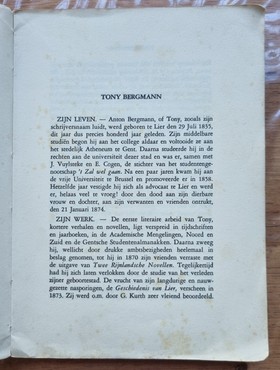 TONY BERGMANN
ZIJN LEVEN. — Anton Bergmann, of Tony, zooals zijn
schrijversnaam luidt, werd geboren te Lier den 29 Juli 1835,
dit jaar dus precies honderd jaar geleden. Zijn middelbare
studiën begon hij aan het college aldaar en voltooide ze aan
het stedelijk Atheneum te Gent. Daarna studeerde hij in de
rechten aan de universiteit dezer stad en was er, samen met
J. Vuylsteke en E. Cogen, de stichter van het studentenge-
nootschap 't Zal wel gaan. Na een paar jaren kwam hij aan
de vrije Universiteit te Brussel en promoveerde er in 1858.
Hetzelfde jaar vestigde hij zich als advocaat te Lier en werd
er, helaas veel te vroeg! door den dood aan zijn dierbare
vrouw en dochter, aan zijn verwanten en vrienden ontrukt,
den 21 Januari 1874.
ZIJN WERK. — De eerste literaire arbeid van Tony,
kortere verhalen en novellen, ligt verspreid in tijdschriften
en jaarboeken, in de Academische Mengelingen, Noord en
Zuid en de Gentsche Studentenalmanakken. Daarna zweeg
hij, wellicht door drukke ambtsbezigheden heelemaal in
beslag genomen, tot hij in 1870 zijn vrienden verraste met
de uitgave van Twee Rijnlandsche Novellen. Tegelijkertijd
had hij zich laten verlokken door de studie van het verleden
zijner geboortestad. De vrucht van zijn langdurige en nauw-
gezette nasporingen, de Geschiedenis van Lier, verscheen in
1873. Zij werd o.m. door G. Kurth zeer vleiend beoordeeld.